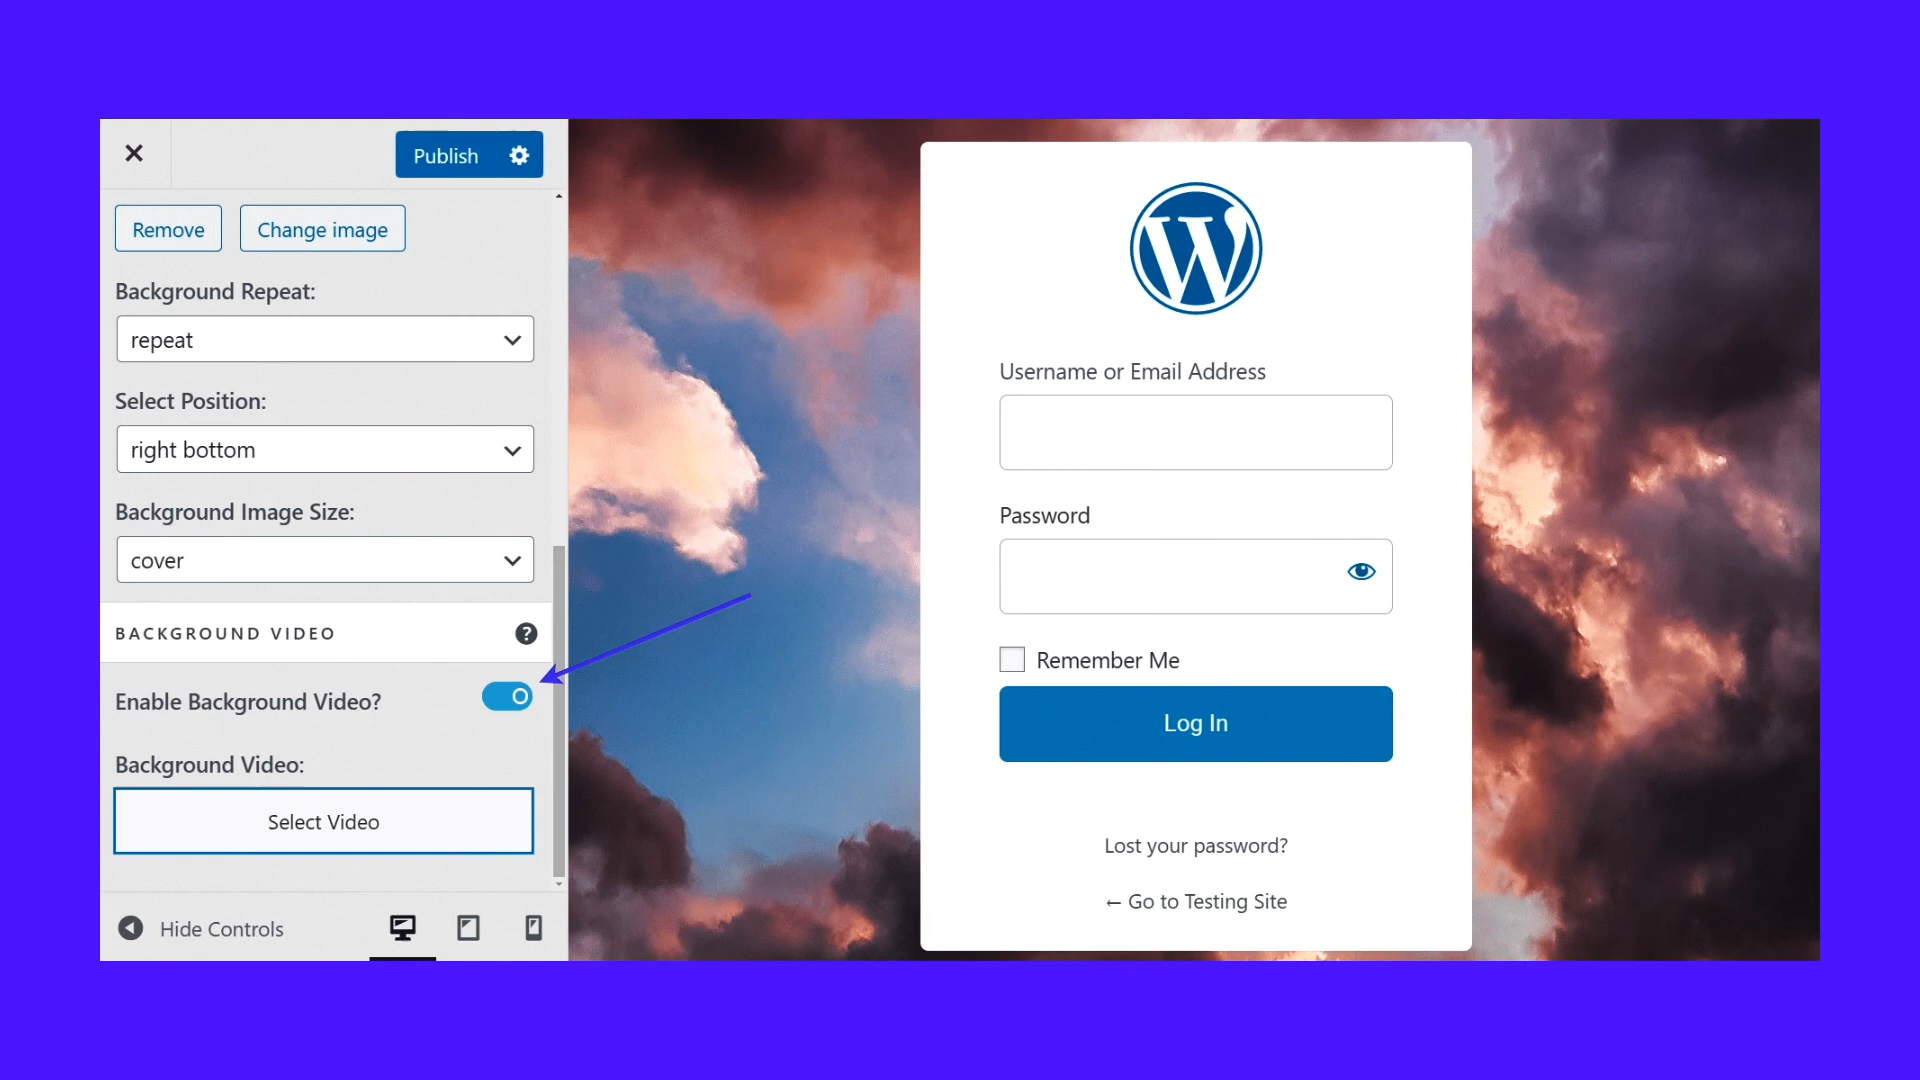 Publish
Remove
Change image
Background Repeat:
repeat
Select Position:
right bottom
Background Image Size:
cover
BACKGROUND VIDEO
?
Enable Background Video?
Background Video:
Select Video
Hide Controls
W
Username or Email Address
Password
Remember Me
Log In
Lost your password?
← Go to Testing Site